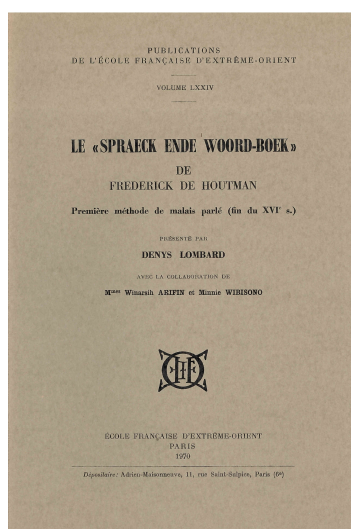 PUBLICATIONS
DE L'ÉCOLE FRANÇAISE D'EXTRÊME-ORIENT
VOLUME LXXIV
LE «SPRAECK ENDE WOORD-BOEK»
DE
FREDERICK DE HOUTMAN
Première méthode de malais parlé (fin du XVIe s.)
PRÉSENTÉ PAR
DENYS LOMBARD
AVEC LA COLLABORATION DE
Mmes Winarsih ARIFIN et Minnie WIBISONO
ÉCOLE FRANÇAISE D'EXTRÊME-ORIENT
PARIS
1970
Dépositaire: Adrien-Maisonneuve, 11, rue Saint-Sulpice, Paris (6e)